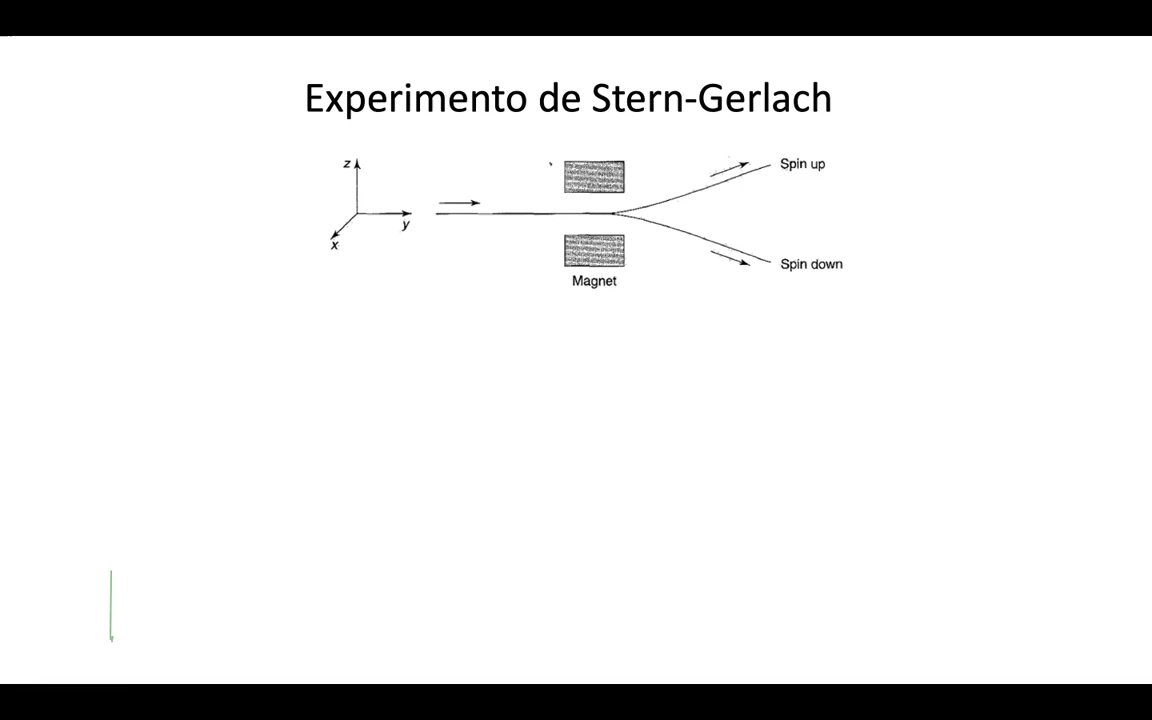 Experimento de Stern-Gerlach
z
Spin up
y
x
Spin down
Magnet